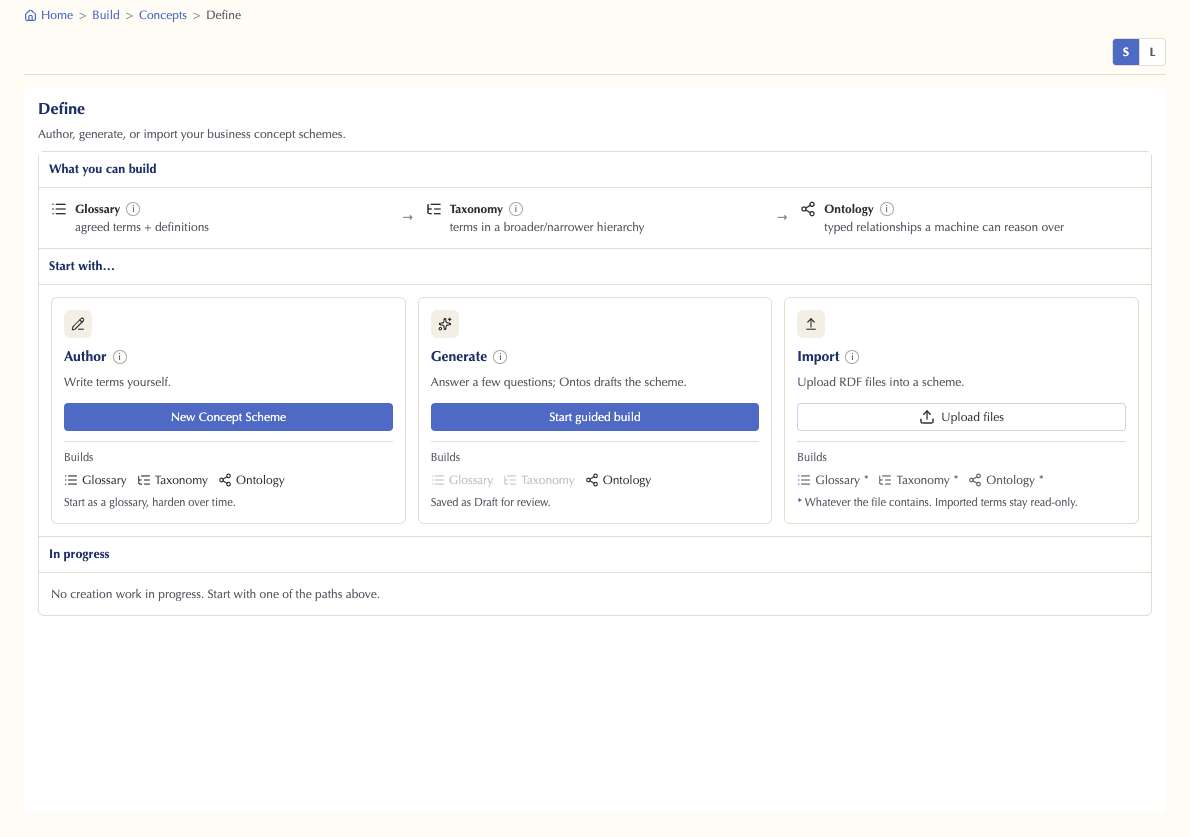 Home > Build > Concepts > Define
S L
Define
Author, generate, or import your business concept schemes.
What you can build
Glossary i → Taxonomy i → Ontology i
agreed terms + definitions terms in a broader/narrower hierarchy typed relationships a machine can reason over
Start with...
Author i
Write terms yourself.
New Concept Scheme
Builds
Glossary Taxonomy Ontology
Start as a glossary, harden over time.
Generate i
Answer a few questions; Ontos drafts the scheme.
Start guided build
Builds
Glossary Taxonomy Ontology
Saved as Draft for review.
Import i
Upload RDF files into a scheme.
Upload files
Builds
Glossary * Taxonomy * Ontology *
* Whatever the file contains. Imported terms stay read-only.
In progress
No creation work in progress. Start with one of the paths above.